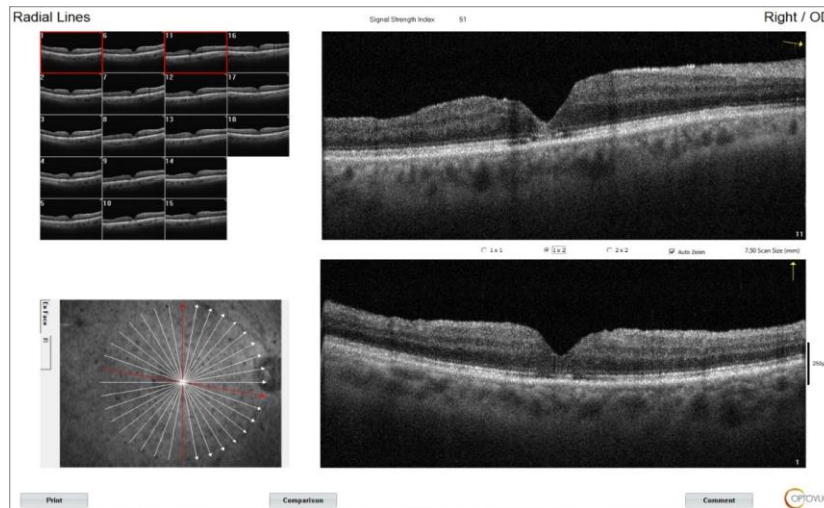 Radial Lines
Signal Strength Index 51
Right / OD
1 6 11 16
2 7 12 17
3 8 13 18
4 9 14
5 10 15
11
1 x 1 1 x 2 2 x 2 Auto Zoom 7.50 Scan Size (mm)
En Face
250µ
1
Print
Comparison
Comment
OPTOVUE